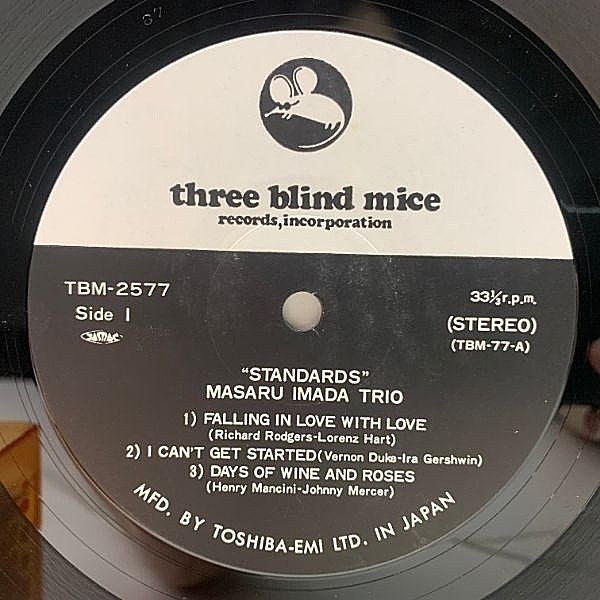 three blind mice
records, incorporation
TBM-2577
33⅓r.p.m.
Side 1
(STEREO)
JASRAC
(TBM-77-A)
"STANDARDS"
MASARU IMADA TRIO
1) FALLING IN LOVE WITH LOVE
(Richard Rodgers-Lorenz Hart)
2) I CAN'T GET STARTED (Vernon Duke-Ira Gershwin)
3) DAYS OF WINE AND ROSES
(Henry Mancini-Johnny Mercer)
MFD. BY TOSHIBA-EMI LTD. IN JAPAN